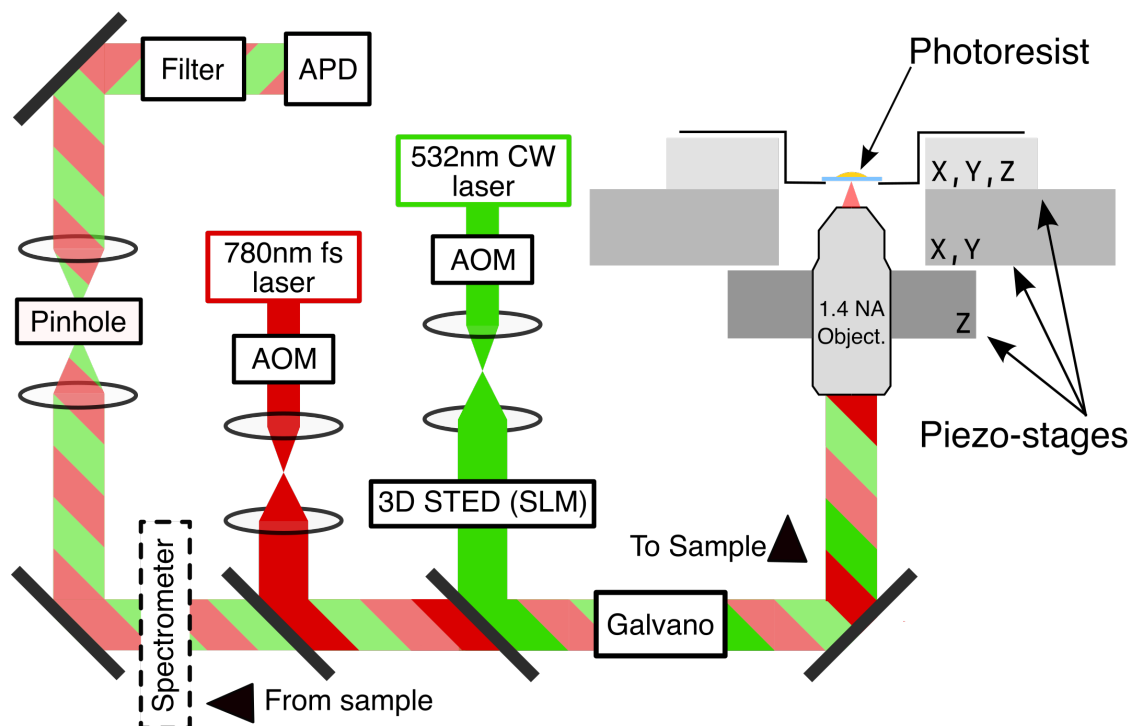 Filter
APD
Photoresist
532nm CW
laser
X, Y, Z
780nm fs
laser
AOM
X,Y
Pinhole
1.4 NA
Object.
Z
AOM
Piezo-stages
3D STED (SLM)
To Sample
Spectrometer
Galvano
From sample